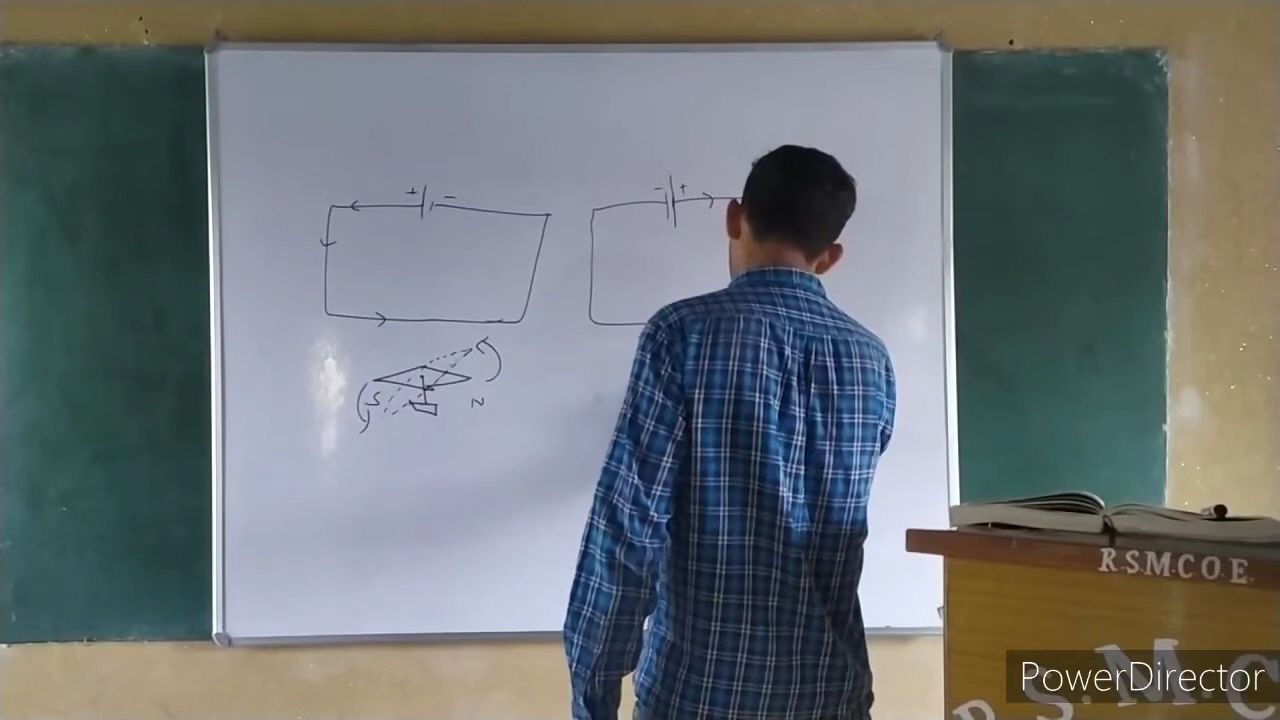 + -
- +
S N
R.S.M.C.O.E.
R.S.M.C
PowerDirector